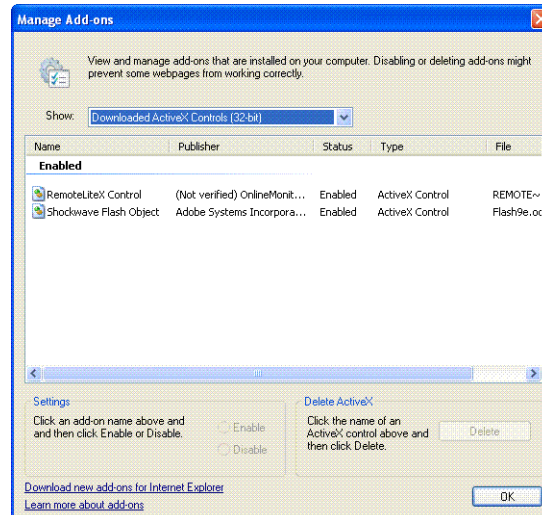 Manage Add-ons
View and manage add-ons that are installed on your computer. Disabling or deleting add-ons might
prevent some webpages from working correctly.
Show: Downloaded ActiveX Controls (32-bit)
Name Publisher Status Type File
Enabled
RemoteLiteX Control (Not verified) OnlineMonit... Enabled ActiveX Control REMOTE~
Shockwave Flash Object Adobe Systems Incorpora... Enabled ActiveX Control Flash9e.oc
Settings
Click an add-on name above and
and then click Enable or Disable.
Enable
Disable
Delete ActiveX
Click the name of an
ActiveX control above and
then click Delete.
Delete
Download new add-ons for Internet Explorer
Learn more about add-ons
OK